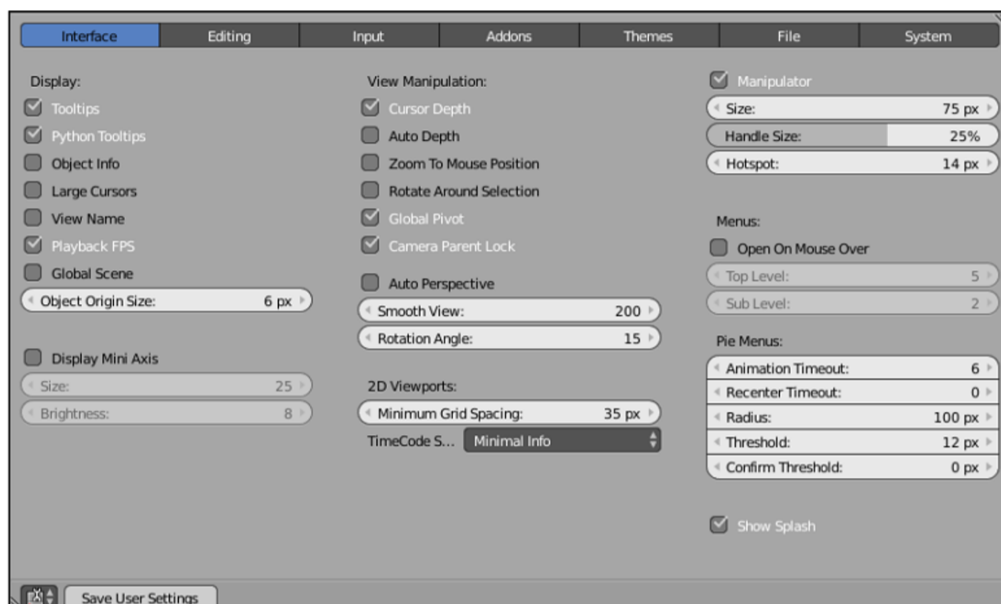 Interface Editing Input Addons Themes File System
Display:
Tooltips
Python Tooltips
Object Info
Large Cursors
View Name
Playback FPS
Global Scene
Object Origin Size: 6 px
Display Mini Axis
Size: 25
Brightness: 8
View Manipulation:
Cursor Depth
Auto Depth
Zoom To Mouse Position
Rotate Around Selection
Global Pivot
Camera Parent Lock
Auto Perspective
Smooth View: 200
Rotation Angle: 15
2D Viewports:
Minimum Grid Spacing: 35 px
TimeCode S... Minimal Info
Manipulator
Size: 75 px
Handle Size: 25%
Hotspot: 14 px
Menus:
Open On Mouse Over
Top Level: 5
Sub Level: 2
Pie Menus:
Animation Timeout: 6
Recenter Timeout: 0
Radius: 100 px
Threshold: 12 px
Confirm Threshold: 0 px
Show Splash
Save User Settings